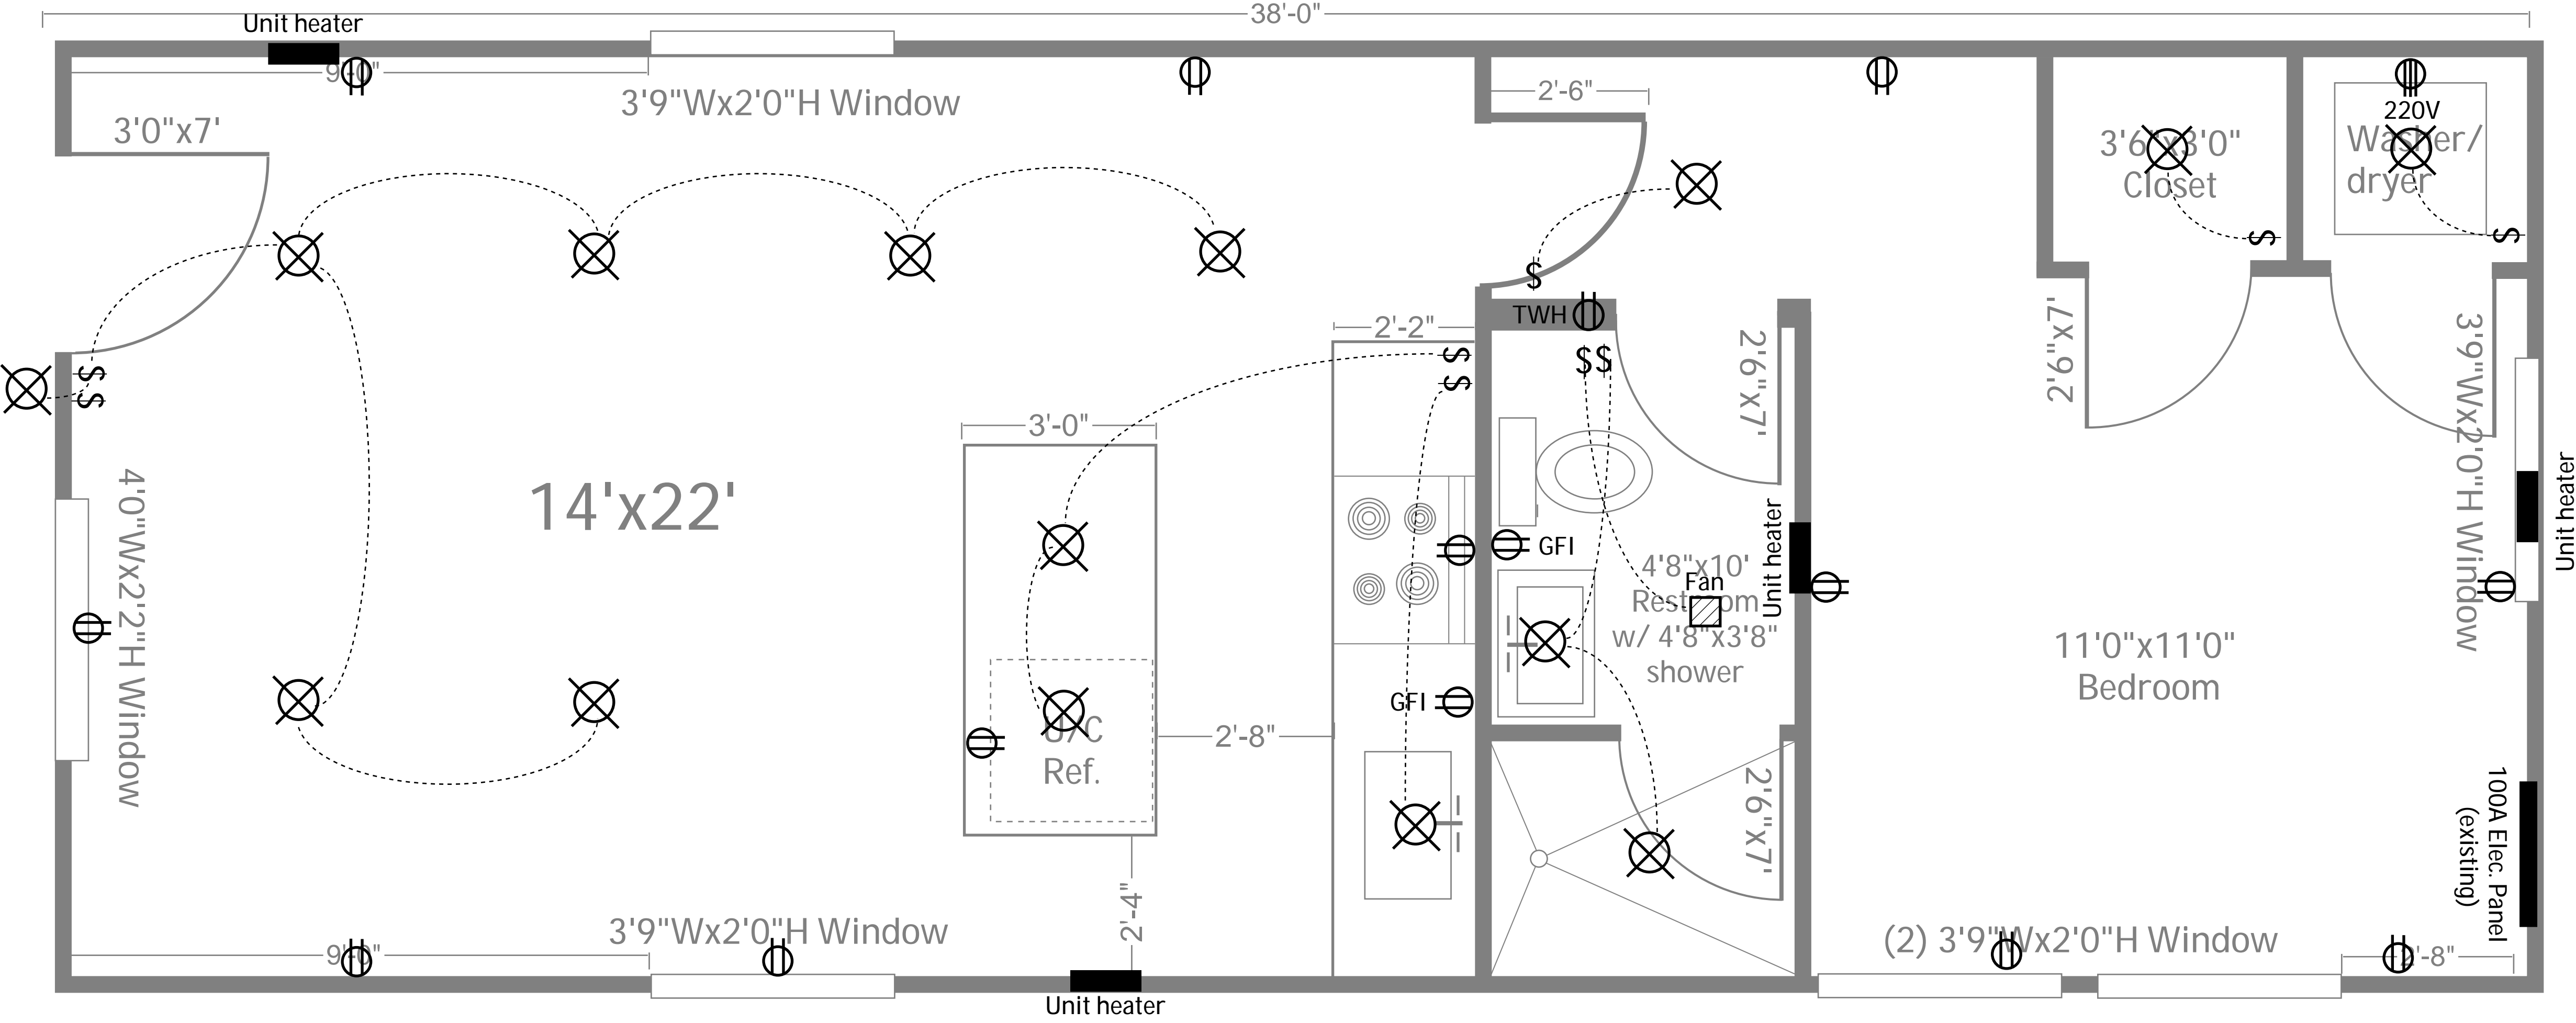 38'-0"
Unit heater
9'-0"
3'9"Wx2'0"H Window
3'0"x7'
2'-6"
220V
3'6"x3'0"
Closet
Washer/
dryer
$
$
$
TWH
2'-2"
$
$
$
$
$$
2'6"x7'
2'6"x7'
3'9"Wx2'0"H Window
3'-0"
4'0"Wx2'2"H Window
14'x22'
GFI
Unit heater
Unit heater
4'8"x10'
Fan
Restroom
w/ 4'8"x3'8"
shower
11'0"x11'0"
Bedroom
GFI
U/C
Ref.
2'-8"
2'6"x7'
100A Elec. Panel
(existing)
2'-4"
3'9"Wx2'0"H Window
(2) 3'9"Wx2'0"H Window
9'-0"
2'-8"
Unit heater